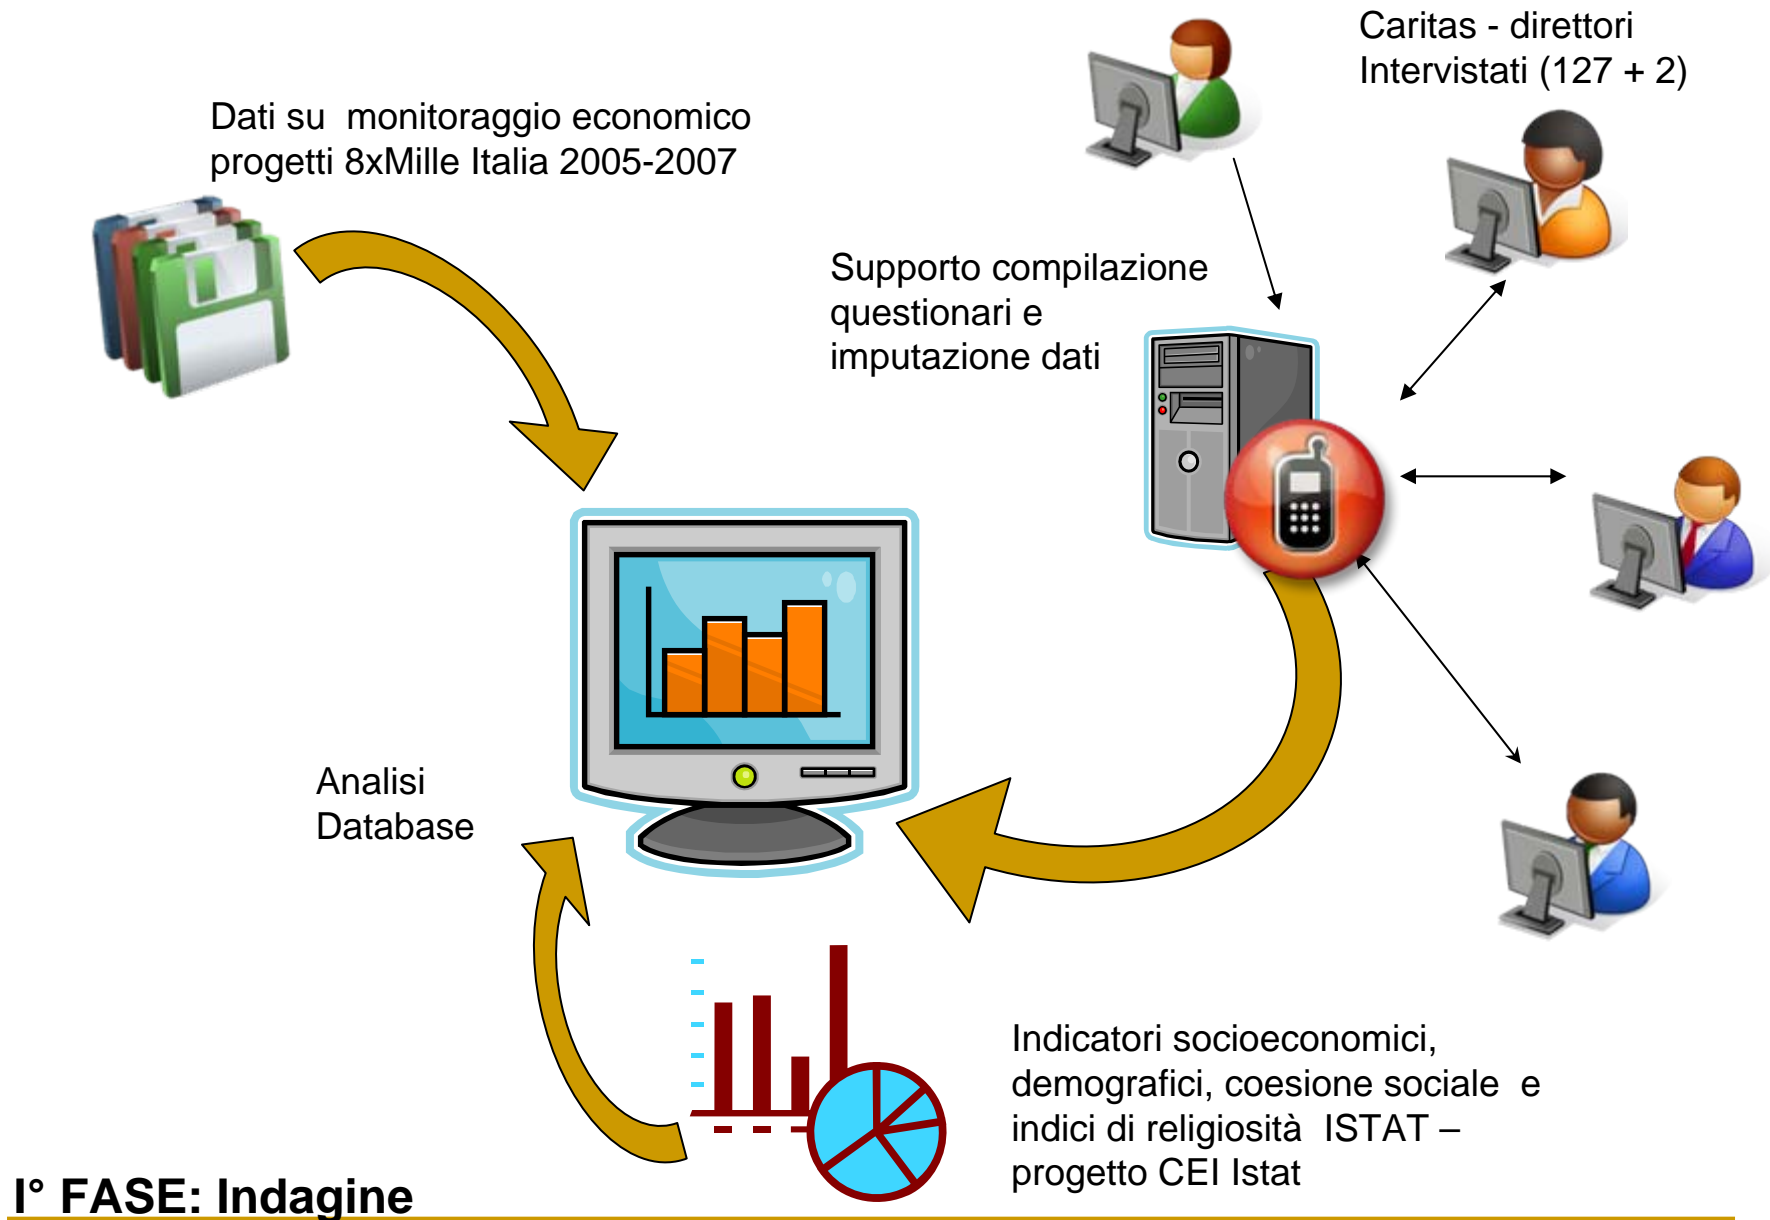 Caritas - direttori
Intervistati (127 + 2)
Dati su monitoraggio economico
progetti 8xMille Italia 2005-2007
Supporto compilazione
questionari e
imputazione dati
Analisi
Database
Indicatori socioeconomici,
demografici, coesione sociale e
indici di religiosità ISTAT –
progetto CEI Istat
I° FASE: Indagine